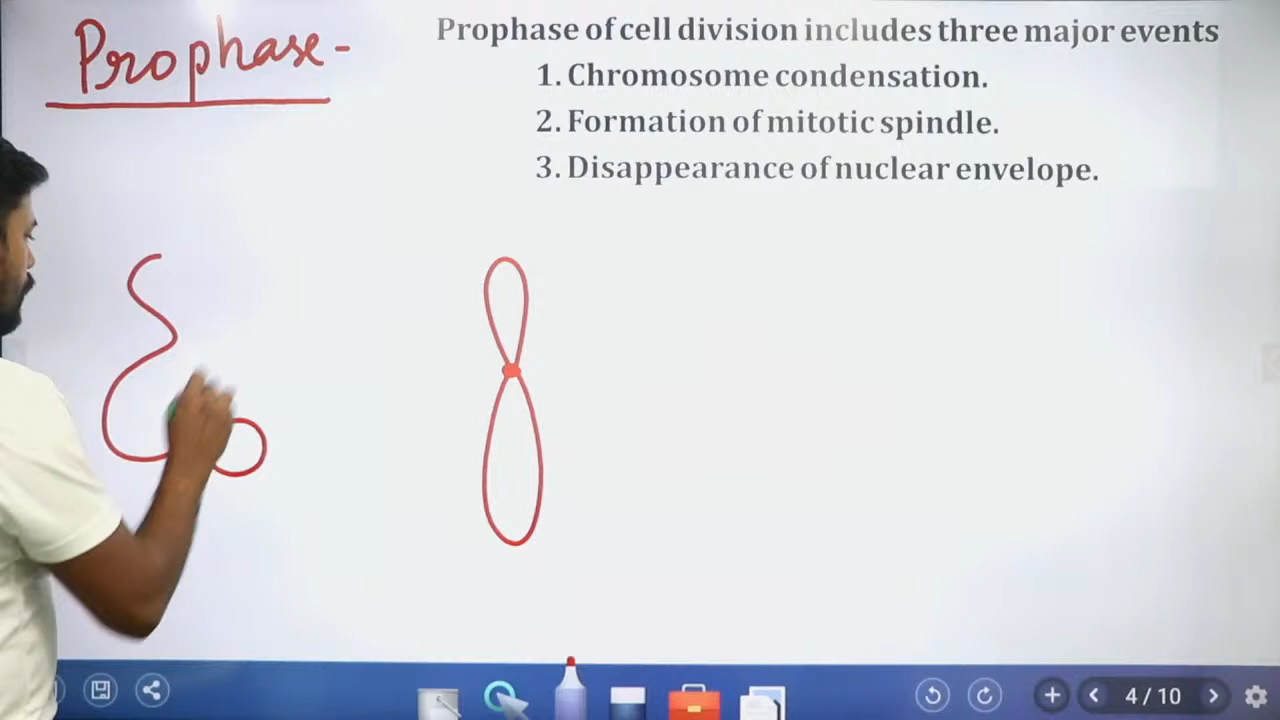 Prophase-
Prophase of cell division includes three major events
1. Chromosome condensation.
2. Formation of mitotic spindle.
3. Disappearance of nuclear envelope.
4 / 10